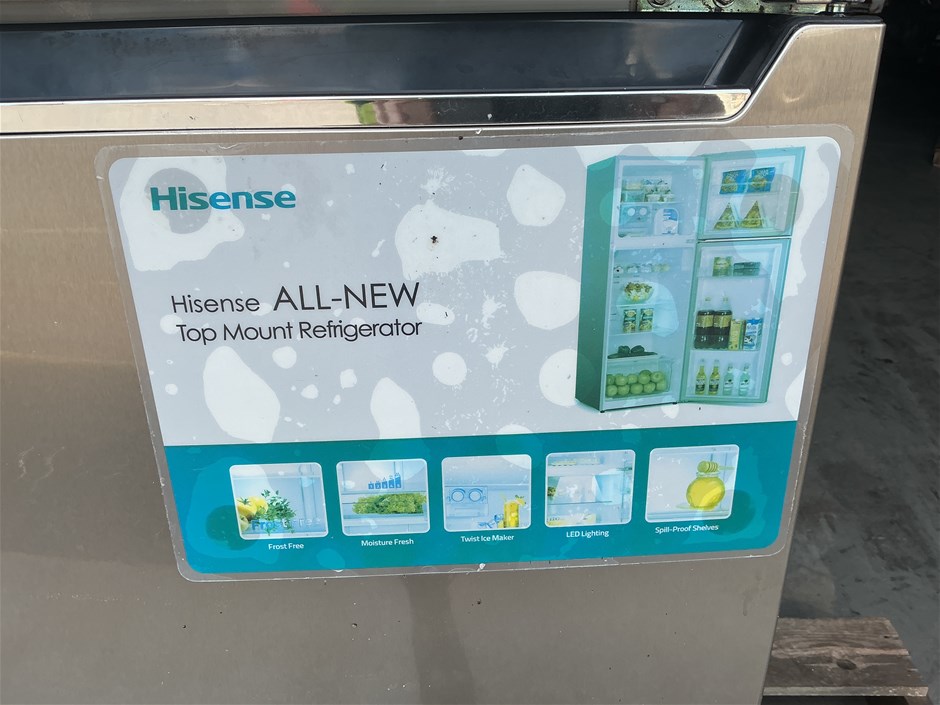 Hisense
Hisense ALL-NEW
Top Mount Refrigerator
Frost Free
Moisture Fresh
Twist Ice Maker
LED Lighting
Spill-Proof Shelves